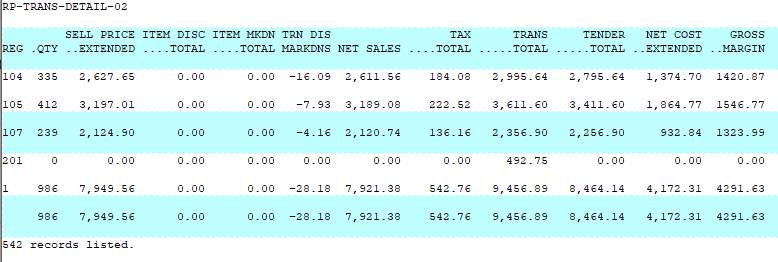 RP-TRANS-DETAIL-02
SELL PRICE ITEM DISC ITEM MKDN TRN DIS TAX TRANS TENDER NET COST GROSS
REG .QTY ..EXTENDED ....TOTAL ....TOTAL MARKDNS NET SALES ....TOTAL .....TOTAL ....TOTAL ..EXTENDED ..MARGIN
104 335 2,627.65 0.00 0.00 -16.09 2,611.56 184.08 2,995.64 2,795.64 1,374.70 1420.87
105 412 3,197.01 0.00 0.00 -7.93 3,189.08 222.52 3,611.60 3,411.60 1,864.77 1546.77
107 239 2,124.90 0.00 0.00 -4.16 2,120.74 136.16 2,356.90 2,256.90 932.84 1323.99
201 0 0.00 0.00 0.00 0.00 0.00 0.00 492.75 0.00 0.00 0.00
1 986 7,949.56 0.00 0.00 -28.18 7,921.38 542.76 9,456.89 8,464.14 4,172.31 4291.63
986 7,949.56 0.00 0.00 -28.18 7,921.38 542.76 9,456.89 8,464.14 4,172.31 4291.63
542 records listed.